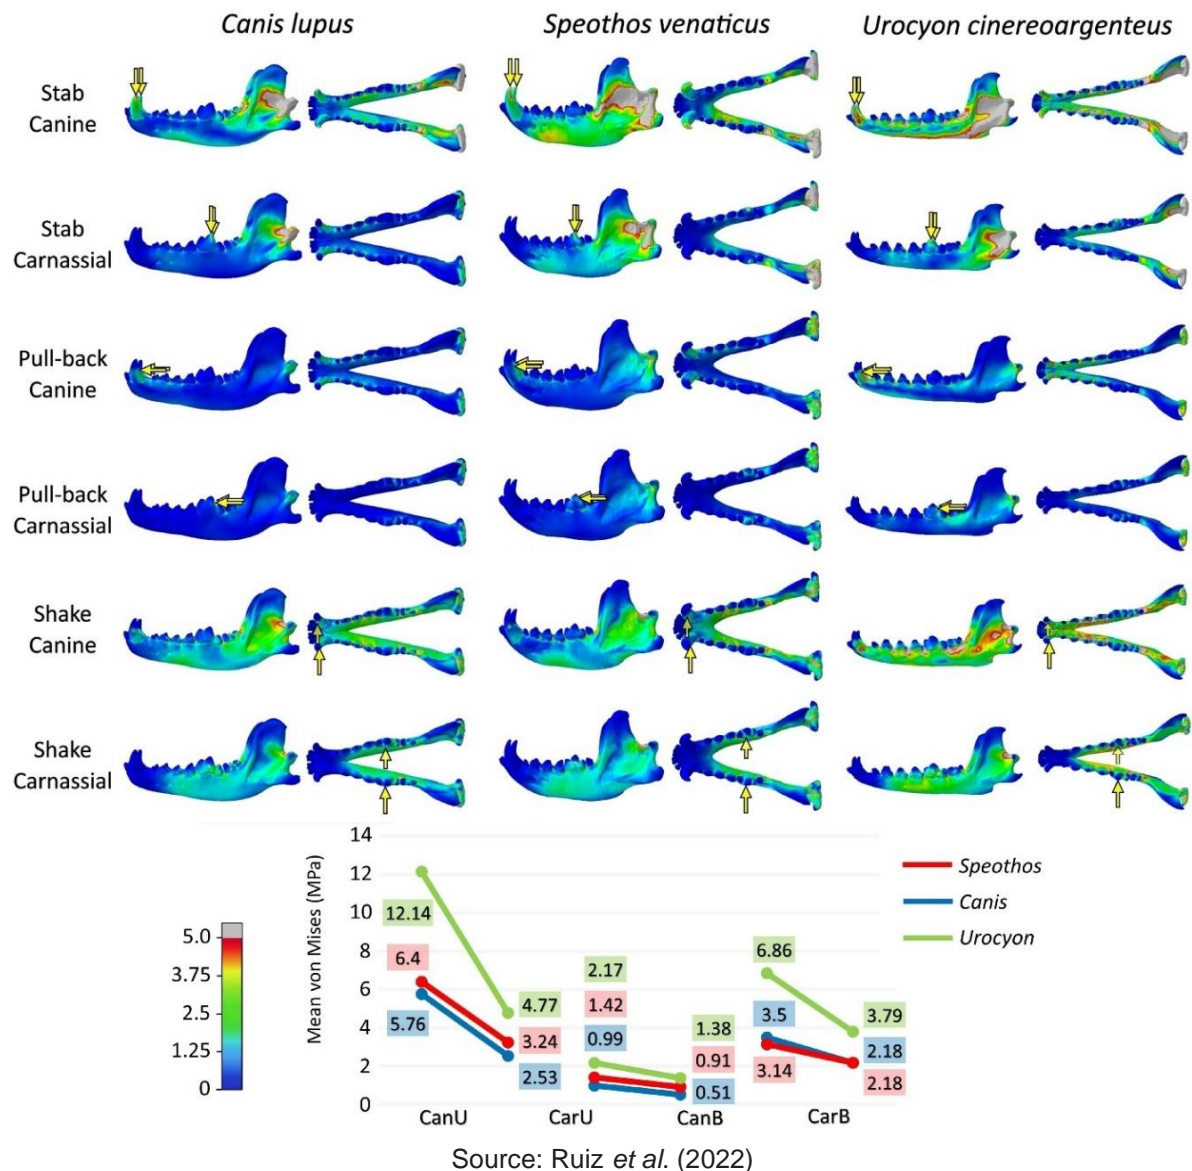 Canis lupus
Speothos venaticus
Urocyon cinereoargenteus
Stab
Canine
Stab
Carnassial
Pull-back
Canine
Pull-back
Carnassial
Shake
Canine
Shake
Carnassial
5.0
3.75
2.5
1.25
0
Mean von Mises (MPa)
14
12
10
8
6
4
2
0
12.14
6.4
5.76
4.77
3.24
2.53
2.17
1.42
0.99
1.38
0.91
0.51
6.86
3.5
3.14
3.79
2.18
2.18
CanU
CarU
CanB
CarB
Speothos
Canis
Urocyon
Source: Ruiz et al. (2022)